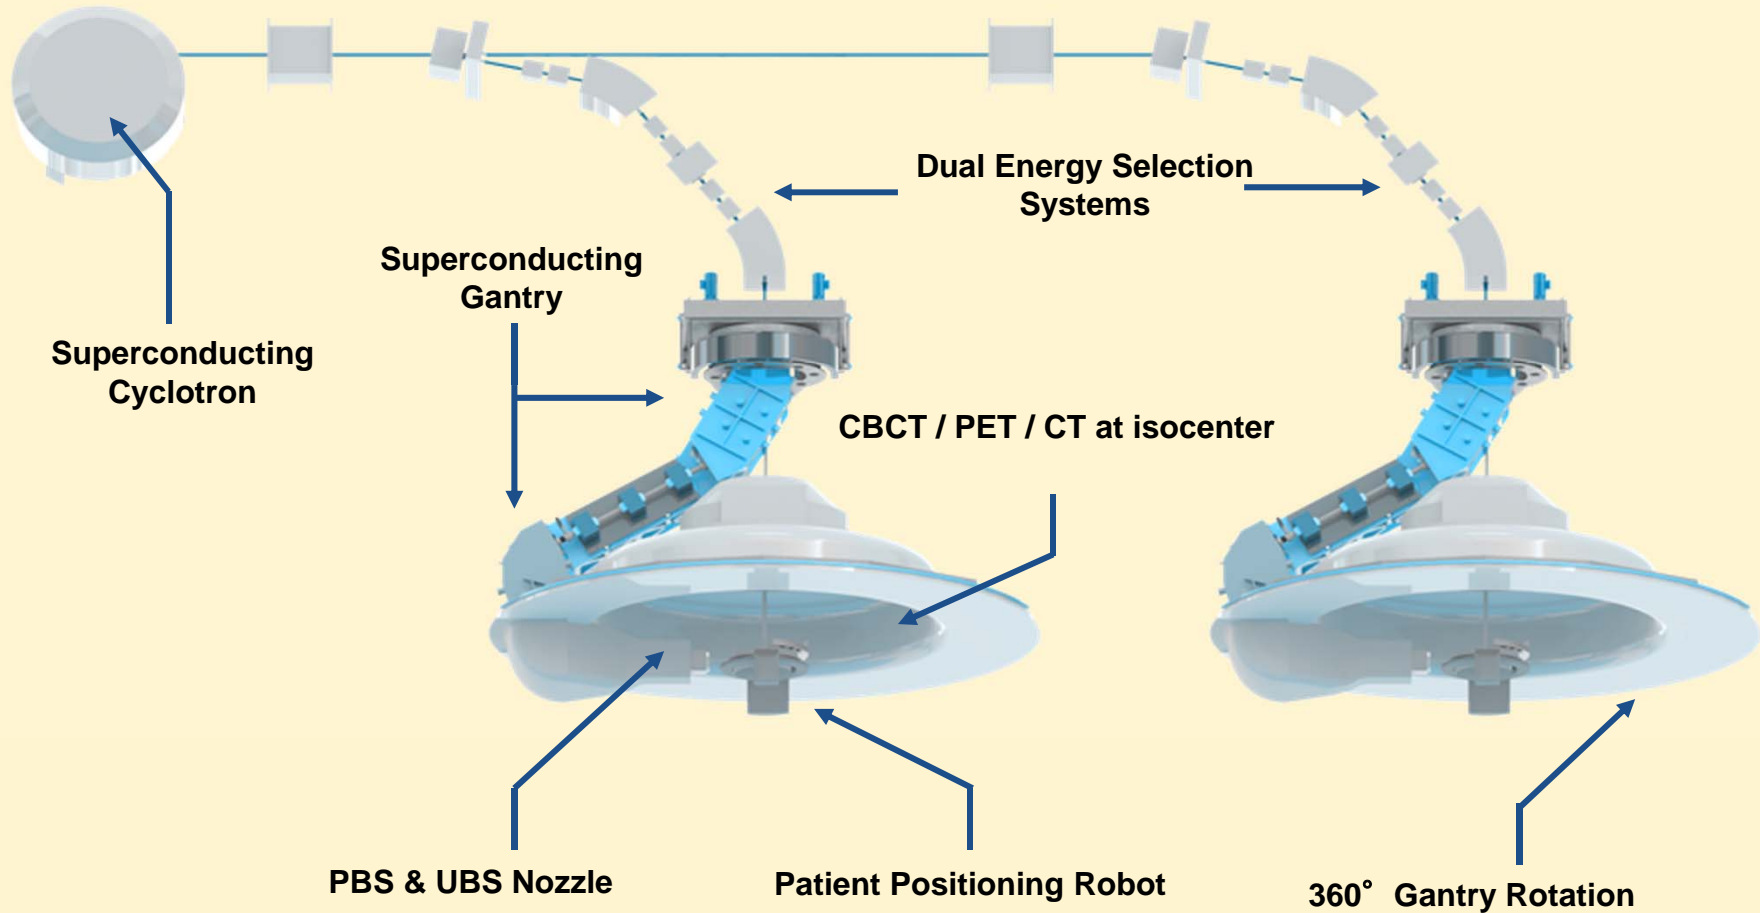 Dual Energy Selection
Systems
Superconducting
Gantry
Superconducting
Cyclotron
CBCT / PET / CT at isocenter
PBS & UBS Nozzle
Patient Positioning Robot
360° Gantry Rotation